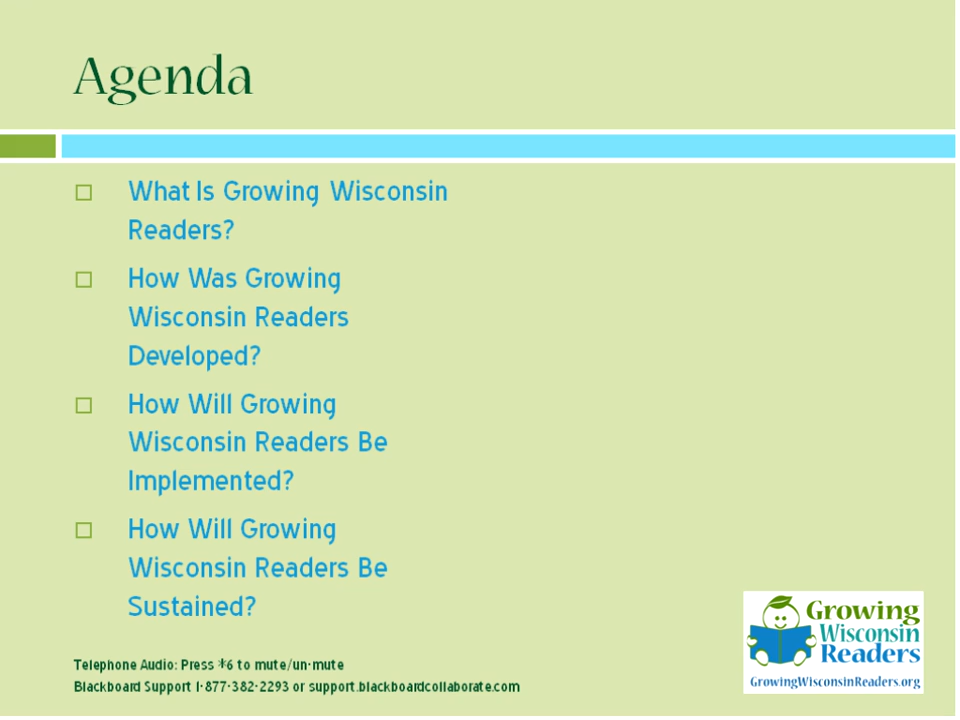 Agenda
What Is Growing Wisconsin
Readers?
How Was Growing
Wisconsin Readers
Developed?
How Will Growing
Wisconsin Readers Be
Implemented?
How Will Growing
Wisconsin Readers Be
Sustained?
Telephone Audio: Press *6 to mute/un-mute
Blackboard Support 1-877-382-2293 or support.blackboardcollaborate.com
Growing
Wisconsin
Readers
GrowingWisconsinReaders.org